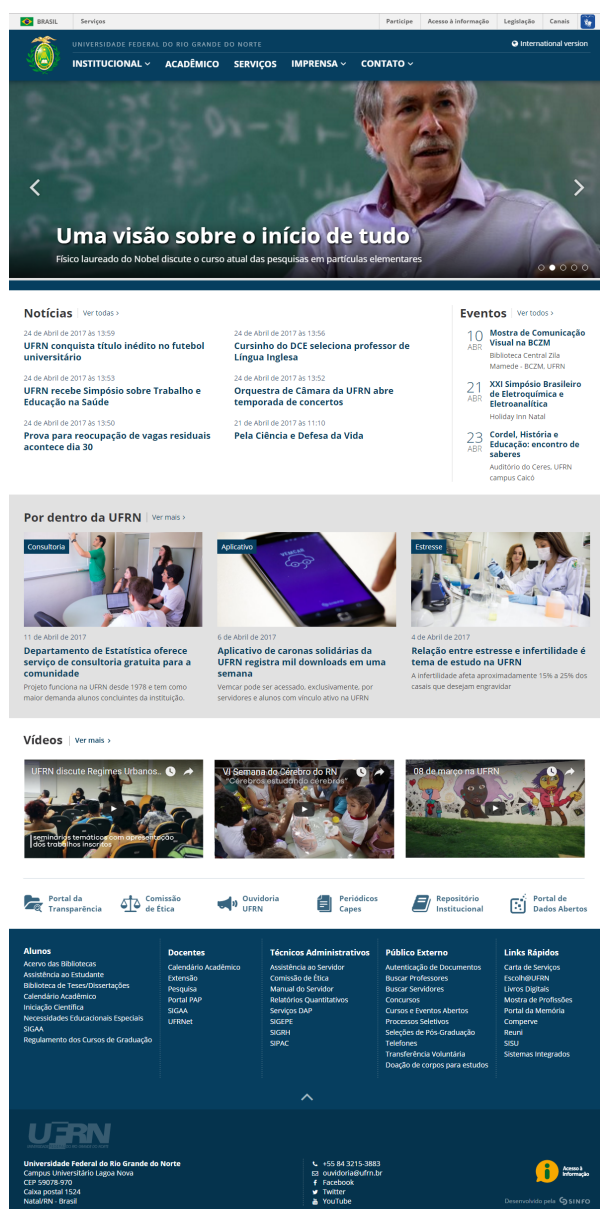 BRASIL Serviços Participe Acesso à informação Legislação Canais
UNIVERSIDADE FEDERAL DO RIO GRANDE DO NORTE
International version
INSTITUCIONAL ACADÊMICO SERVIÇOS IMPRENSA CONTATO
Uma visão sobre o início de tudo
Físico laureado do Nobel discute o curso atual das pesquisas em partículas elementares
Notícias Ver todas ›
24 de Abril de 2017 às 13:59
UFRN conquista título inédito no futebol
universitário
24 de Abril de 2017 às 13:56
Cursinho do DCE seleciona professor de
Língua Inglesa
24 de Abril de 2017 às 13:53
UFRN recebe Simpósio sobre Trabalho e
Educação na Saúde
24 de Abril de 2017 às 13:52
Orquestra de Câmara da UFRN abre
temporada de concertos
24 de Abril de 2017 às 13:50
Prova para reocupação de vagas residuais
acontece dia 30
21 de Abril de 2017 às 11:10
Pela Ciência e Defesa da Vida
Eventos Ver todos ›
10 ABR
Mostra de Comunicação
Visual na BCZM
Biblioteca Central Zila
Mamede - BCZM, UFRN
21 ABR
XXI Simpósio Brasileiro
de Eletroquímica e
Eletroanalítica
Holiday Inn Natal
23 ABR
Cordel, História e
Educação: encontro de
saberes
Auditório do Ceres, UFRN
campus Caicó
Por dentro da UFRN Ver mais ›
Consultoria
11 de Abril de 2017
Departamento de Estatística oferece
serviço de consultoria gratuita para a
comunidade
Projeto funciona na UFRN desde 1978 e tem como
maior demanda alunos concluintes da instituição.
Aplicativo
VEMCAR
6 de Abril de 2017
Aplicativo de caronas solidárias da
UFRN registra mil downloads em uma
semana
Vemcar pode ser acessado, exclusivamente, por
servidores e alunos com vínculo ativo na UFRN
Estresse
4 de Abril de 2017
Relação entre estresse e infertilidade é
tema de estudo na UFRN
A infertilidade afeta aproximadamente 15% a 25% dos
casais que desejam engravidar
Vídeos Ver mais ›
UFRN discute Regimes Urbanos...
seminários temáticos com apresentação
dos trabalhos inscritos
VI Semana do Cérebro do RN
"Cérebros estudando cérebros"
08 de março na UFRN
Portal da
Transparência
Comissão
de Ética
Ouvidoria
UFRN
Periódicos
Capes
Repositório
Institucional
Portal de
Dados Abertos
Alunos
Acervo das Bibliotecas
Assistência ao Estudante
Biblioteca de Teses/Dissertações
Calendário Acadêmico
Iniciação Científica
Necessidades Educacionais Especiais
SIGAA
Regulamento dos Cursos de Graduação
Docentes
Calendário Acadêmico
Extensão
Pesquisa
Portal PAP
SIGAA
UFRNet
Técnicos Administrativos
Assistência ao Servidor
Comissão de Ética
Manual do Servidor
Relatórios Quantitativos
Serviços DAP
SIGEPE
SIGRH
SIPAC
Público Externo
Autenticação de Documentos
Buscar Professores
Buscar Servidores
Concursos
Cursos e Eventos Abertos
Processos Seletivos
Seleções de Pós-Graduação
Telefones
Transferência Voluntária
Doação de corpos para estudos
Links Rápidos
Carta de Serviços
Escolh@UFRN
Livros Digitais
Mostra de Profissões
Portal da Memória
Comperve
Reuni
SISU
Sistemas Integrados
UFRN
Universidade Federal do Rio Grande do Norte
Campus Universitário Lagoa Nova
CEP 59078-970
Caixa postal 1524
Natal/RN - Brasil
+55 84 3215-3883
ouvidoria@ufrn.br
Facebook
Twitter
YouTube
Acesso à
Informação
Desenvolvido pela SINFO